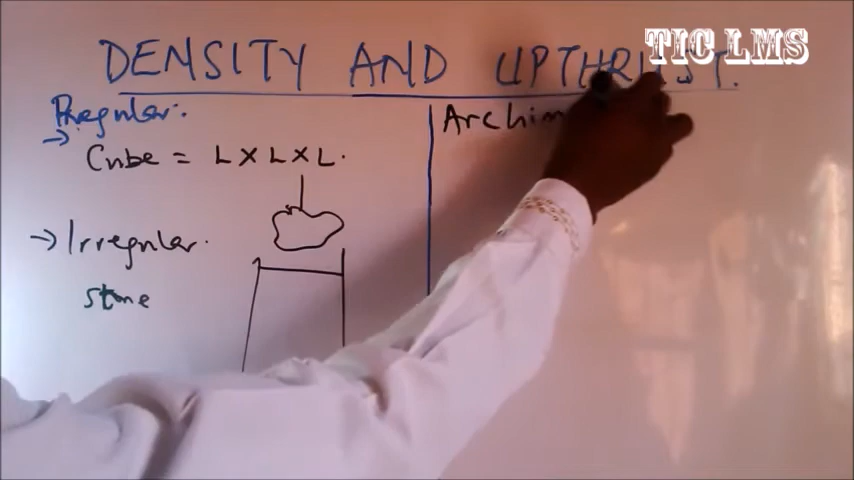 TIC LMS
DENSITY AND UPTHRUST.
Regular:
→
Cube = L X L X L.
→ Irregular.
stone
Archim